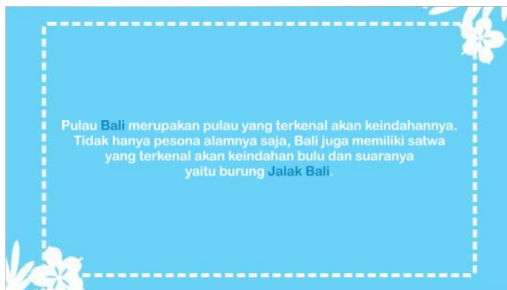 Pulau Bali merupakan pulau yang terkenal akan keindahannya.
Tidak hanya pesona alamnya saja, Bali juga memiliki satwa
yang terkenal akan keindahan bulu dan suaranya
yaitu burung Jalak Bali.